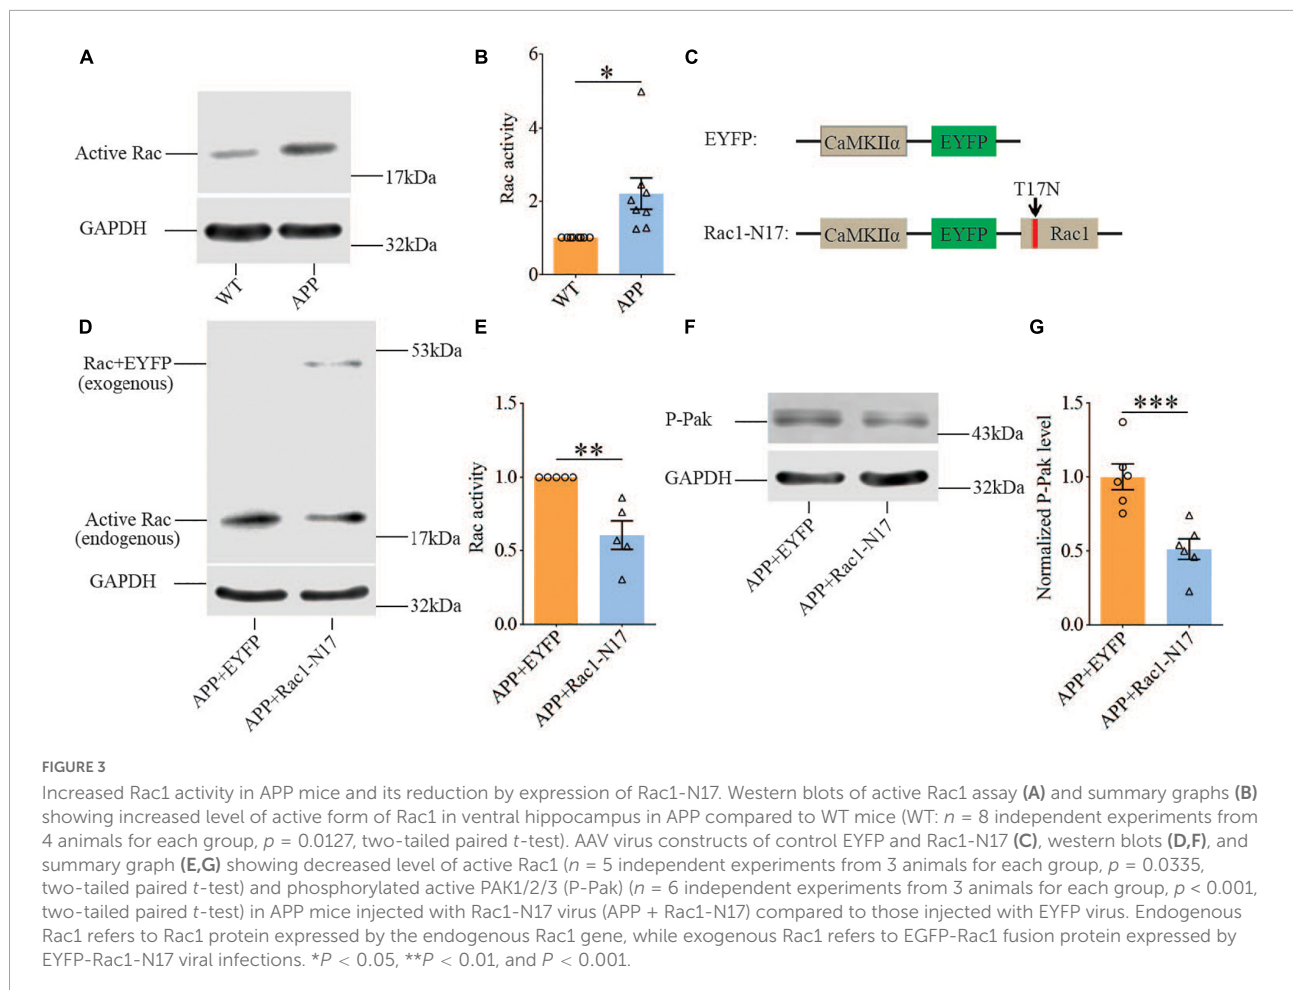 A
Active Rac
17kDa
GAPDH
32kDa
WT
APP
B
Rac activity
6
4
2
0
*
WT
APP
C
EYFP:
CaMKIIα
EYFP
T17N
Rac1-N17:
CaMKIIα
EYFP
Rac1
D
Rac+EYFP
(exogenous)
53kDa
Active Rac
(endogenous)
17kDa
GAPDH
32kDa
APP+EYFP
APP+Rac1-N17
E
Rac activity
1.5
1.0
0.5
0.0
**
APP+EYFP
APP+Rac1-N17
F
P-Pak
43kDa
GAPDH
32kDa
APP+EYFP
APP+Rac1-N17
G
Normalized P-Pak level
1.5
1.0
0.5
0.0
***
APP+EYFP
APP+Rac1-N17
FIGURE 3
Increased Rac1 activity in APP mice and its reduction by expression of Rac1-N17. Western blots of active Rac1 assay (A) and summary graphs (B)
showing increased level of active form of Rac1 in ventral hippocampus in APP compared to WT mice (WT: n = 8 independent experiments from
4 animals for each group, p = 0.0127, two-tailed paired t-test). AAV virus constructs of control EYFP and Rac1-N17 (C), western blots (D,F), and
summary graph (E,G) showing decreased level of active Rac1 (n = 5 independent experiments from 3 animals for each group, p = 0.0335,
two-tailed paired t-test) and phosphorylated active PAK1/2/3 (P-Pak) (n = 6 independent experiments from 3 animals for each group, p < 0.001,
two-tailed paired t-test) in APP mice injected with Rac1-N17 virus (APP + Rac1-N17) compared to those injected with EYFP virus. Endogenous
Rac1 refers to Rac1 protein expressed by the endogenous Rac1 gene, while exogenous Rac1 refers to EGFP-Rac1 fusion protein expressed by
EYFP-Rac1-N17 viral infections. *P < 0.05, **P < 0.01, and P < 0.001.